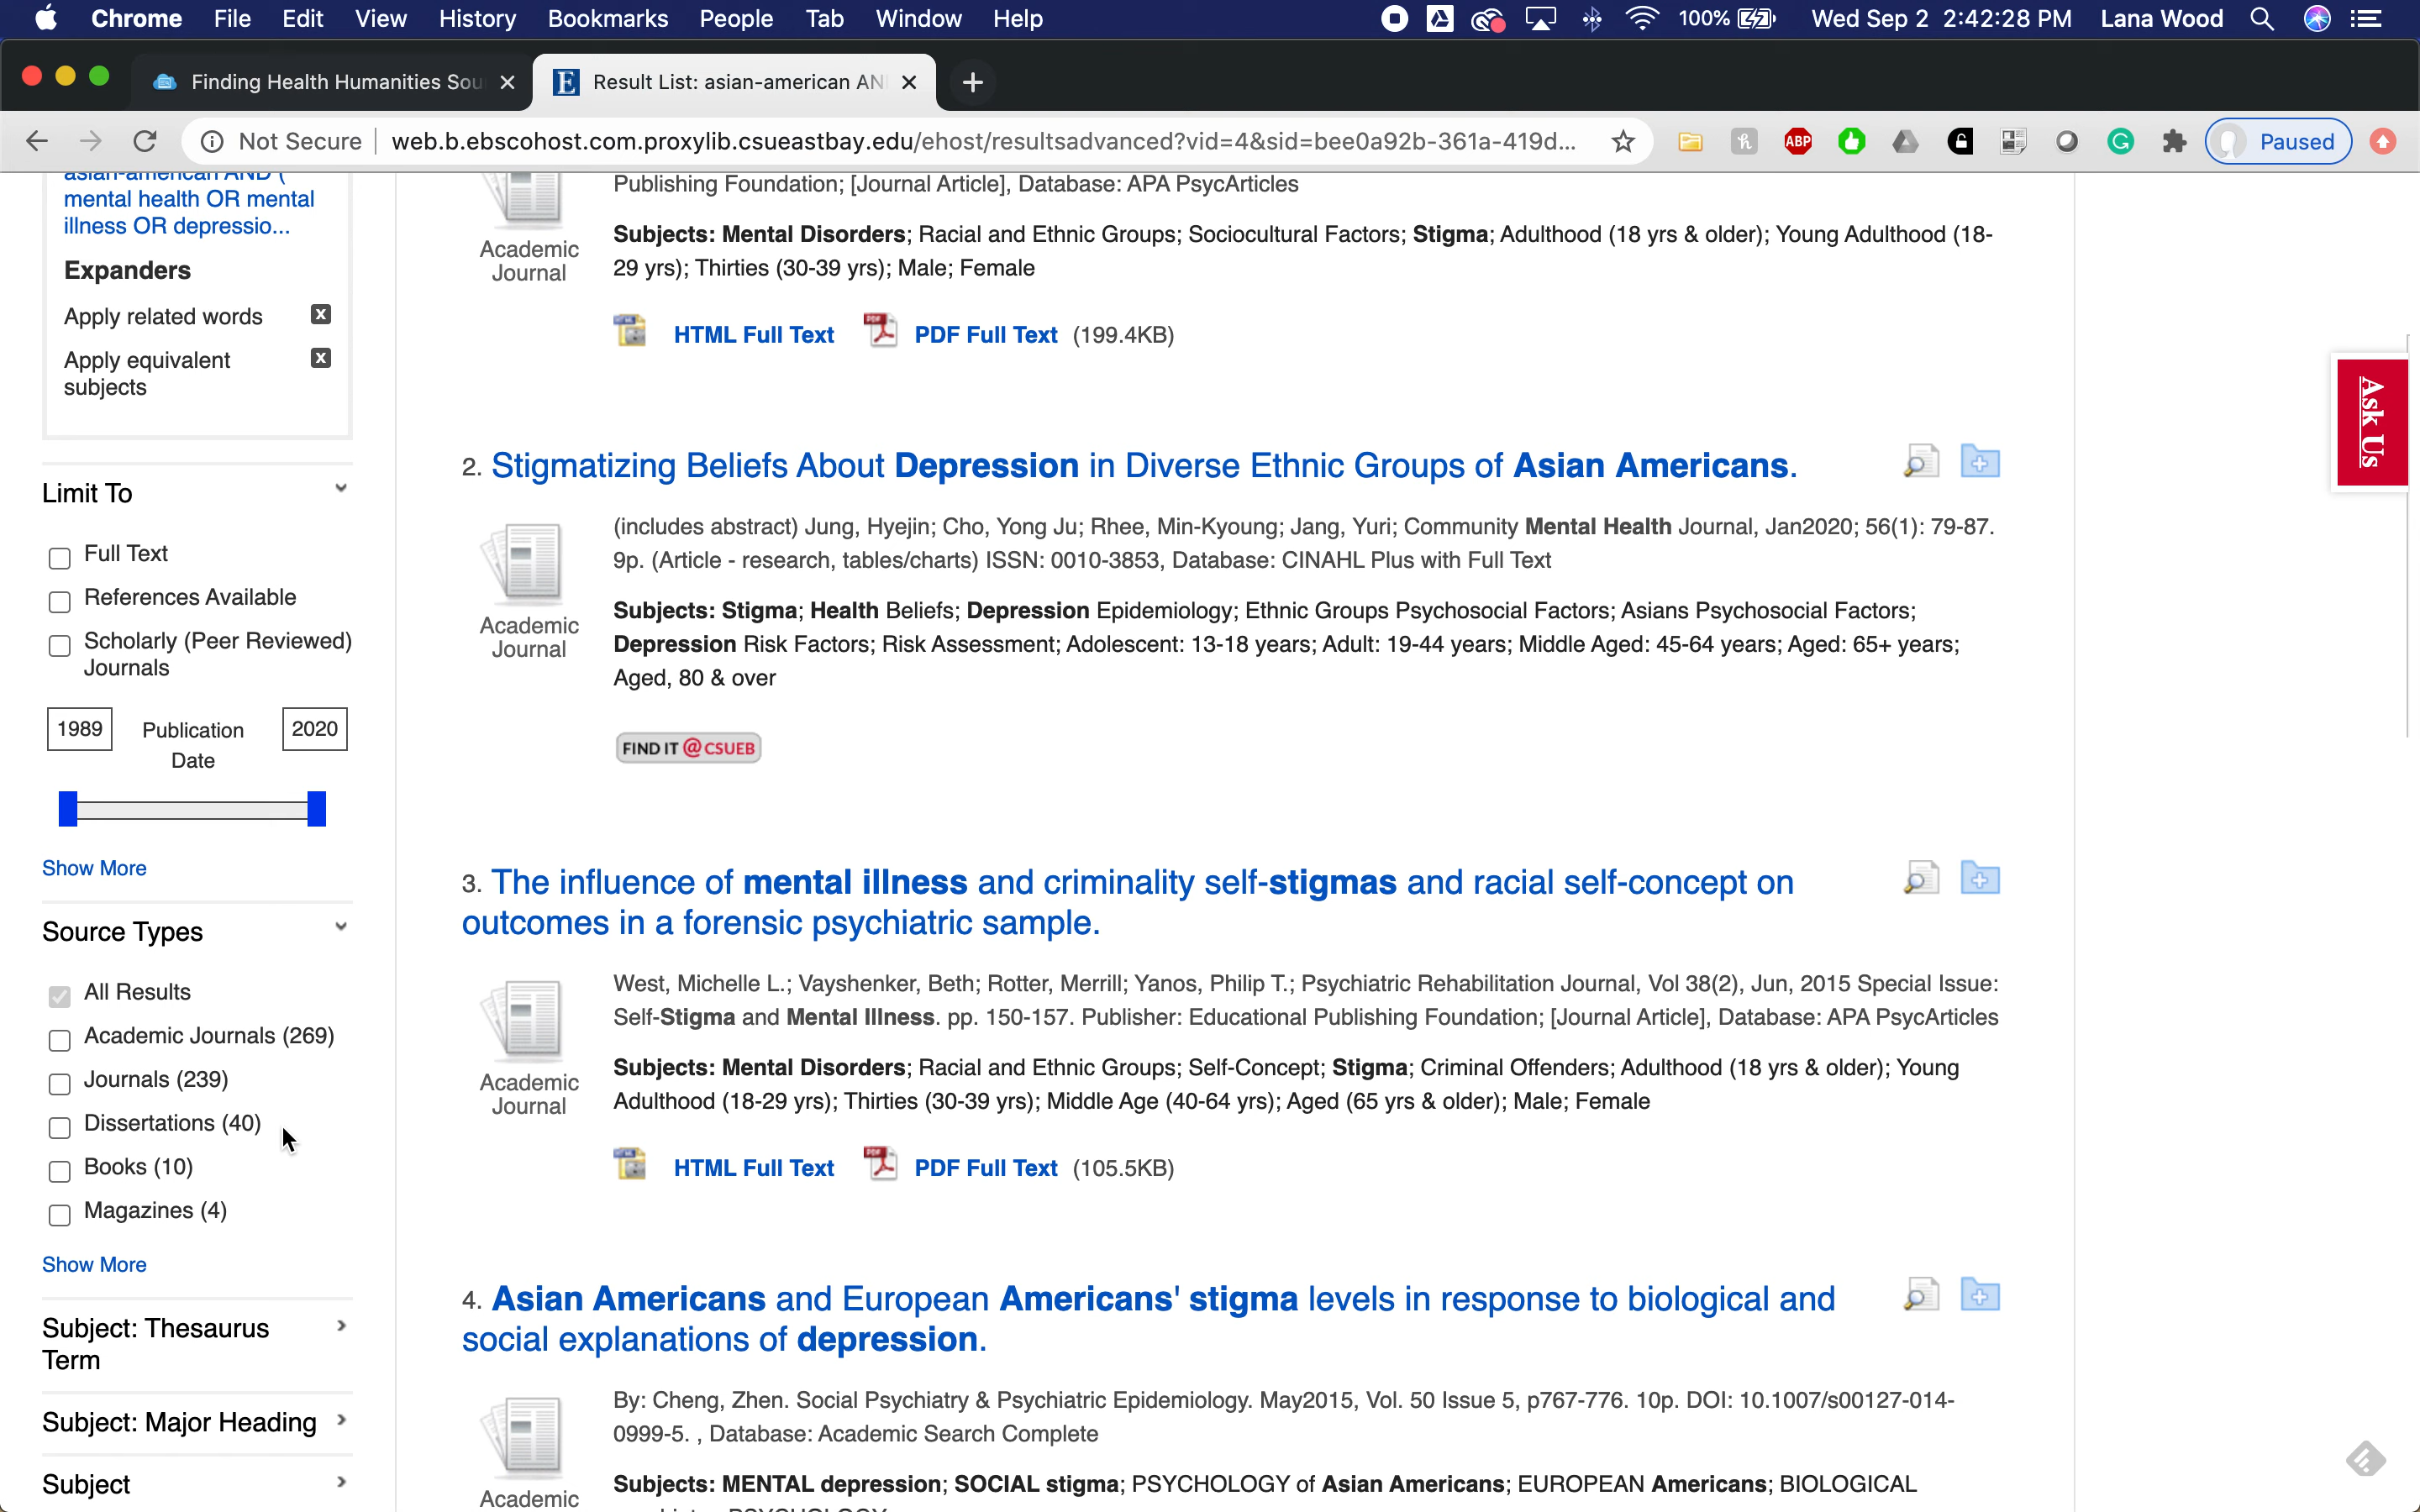 Chrome File Edit View History Bookmarks People Tab Window Help 100% Wed Sep 2 2:42:28 PM Lana Wood
Finding Health Humanities Sou
Result List: asian-american AN
Not Secure web.b.ebscohost.com.proxylib.csueastbay.edu/ehost/resultsadvanced?vid=4&sid=bee0a92b-361a-419d... ABP Paused
asian-american AND (
mental health OR mental
illness OR depressio...
Expanders
Apply related words
Apply equivalent
subjects
Limit To
Full Text
References Available
Scholarly (Peer Reviewed)
Journals
1989 Publication 2020
Date
Show More
Source Types
All Results
Academic Journals (269)
Journals (239)
Dissertations (40)
Books (10)
Magazines (4)
Show More
Subject: Thesaurus
Term
Subject: Major Heading
Subject
Publishing Foundation; [Journal Article], Database: APA PsycArticles
Academic
Journal
Subjects: Mental Disorders; Racial and Ethnic Groups; Sociocultural Factors; Stigma; Adulthood (18 yrs & older); Young Adulthood (18-
29 yrs); Thirties (30-39 yrs); Male; Female
HTML Full Text PDF Full Text (199.4KB)
2. Stigmatizing Beliefs About Depression in Diverse Ethnic Groups of Asian Americans.
(includes abstract) Jung, Hyejin; Cho, Yong Ju; Rhee, Min-Kyoung; Jang, Yuri; Community Mental Health Journal, Jan2020; 56(1): 79-87.
9p. (Article - research, tables/charts) ISSN: 0010-3853, Database: CINAHL Plus with Full Text
Academic
Journal
Subjects: Stigma; Health Beliefs; Depression Epidemiology; Ethnic Groups Psychosocial Factors; Asians Psychosocial Factors;
Depression Risk Factors; Risk Assessment; Adolescent: 13-18 years; Adult: 19-44 years; Middle Aged: 45-64 years; Aged: 65+ years;
Aged, 80 & over
FIND IT @ CSUEB
3. The influence of mental illness and criminality self-stigmas and racial self-concept on
outcomes in a forensic psychiatric sample.
West, Michelle L.; Vayshenker, Beth; Rotter, Merrill; Yanos, Philip T.; Psychiatric Rehabilitation Journal, Vol 38(2), Jun, 2015 Special Issue:
Self-Stigma and Mental Illness. pp. 150-157. Publisher: Educational Publishing Foundation; [Journal Article], Database: APA PsycArticles
Academic
Journal
Subjects: Mental Disorders; Racial and Ethnic Groups; Self-Concept; Stigma; Criminal Offenders; Adulthood (18 yrs & older); Young
Adulthood (18-29 yrs); Thirties (30-39 yrs); Middle Age (40-64 yrs); Aged (65 yrs & older); Male; Female
HTML Full Text PDF Full Text (105.5KB)
4. Asian Americans and European Americans' stigma levels in response to biological and
social explanations of depression.
By: Cheng, Zhen. Social Psychiatry & Psychiatric Epidemiology. May2015, Vol. 50 Issue 5, p767-776. 10p. DOI: 10.1007/s00127-014-
0999-5. , Database: Academic Search Complete
Academic
Subjects: MENTAL depression; SOCIAL stigma; PSYCHOLOGY of Asian Americans; EUROPEAN Americans; BIOLOGICAL
Ask Us